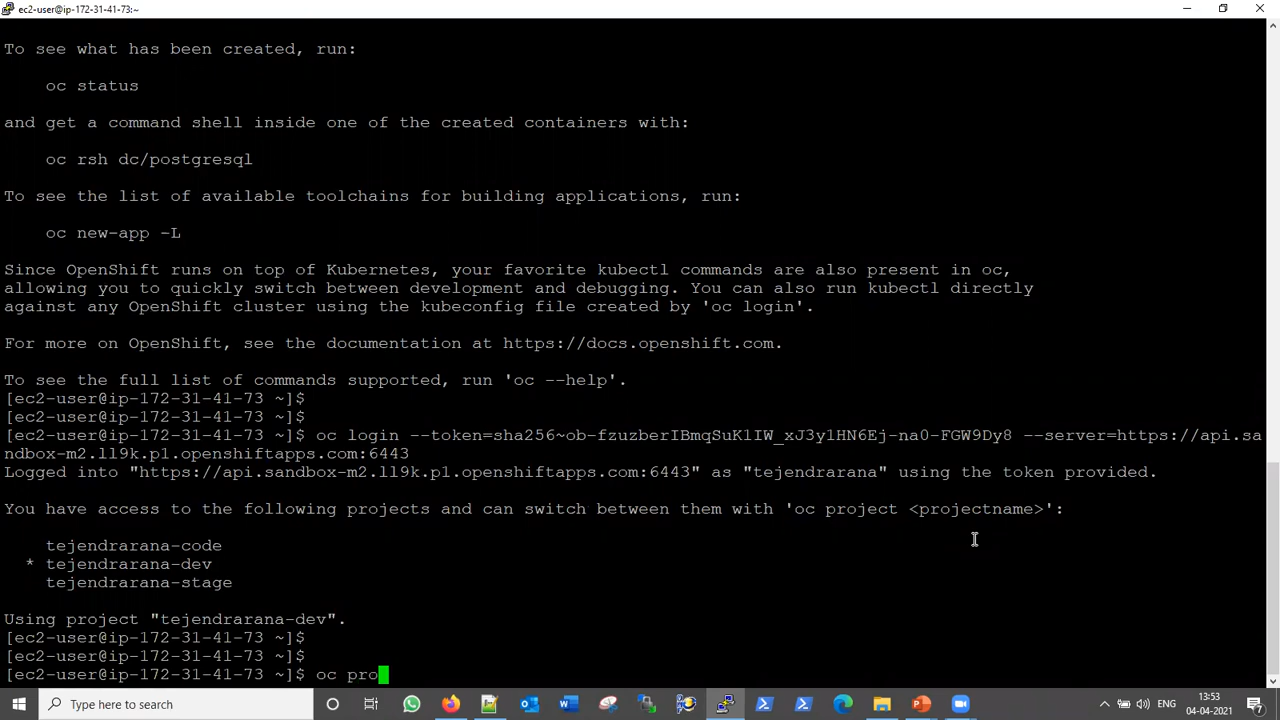 ec2-user@ip-172-31-41-73:~
To see what has been created, run:
oc status
and get a command shell inside one of the created containers with:
oc rsh dc/postgresql
To see the list of available toolchains for building applications, run:
oc new-app -L
Since OpenShift runs on top of Kubernetes, your favorite kubectl commands are also present in oc,
allowing you to quickly switch between development and debugging. You can also run kubectl directly
against any OpenShift cluster using the kubeconfig file created by 'oc login'.
For more on OpenShift, see the documentation at https://docs.openshift.com.
To see the full list of commands supported, run 'oc --help'.
[ec2-user@ip-172-31-41-73 ~]$
[ec2-user@ip-172-31-41-73 ~]$
[ec2-user@ip-172-31-41-73 ~]$ oc login --token=sha256~ob-fzuzberIBmqSuK1IW_xJ3y1HN6Ej-na0-FGW9Dy8 --server=https://api.sa
ndbox-m2.ll9k.p1.openshiftapps.com:6443
Logged into "https://api.sandbox-m2.ll9k.p1.openshiftapps.com:6443" as "tejendrarana" using the token provided.
You have access to the following projects and can switch between them with 'oc project <projectname>':
tejendrarana-code
* tejendrarana-dev
tejendrarana-stage
Using project "tejendrarana-dev".
[ec2-user@ip-172-31-41-73 ~]$
[ec2-user@ip-172-31-41-73 ~]$
[ec2-user@ip-172-31-41-73 ~]$ oc pro
Type here to search
ENG
13:53
04-04-2021